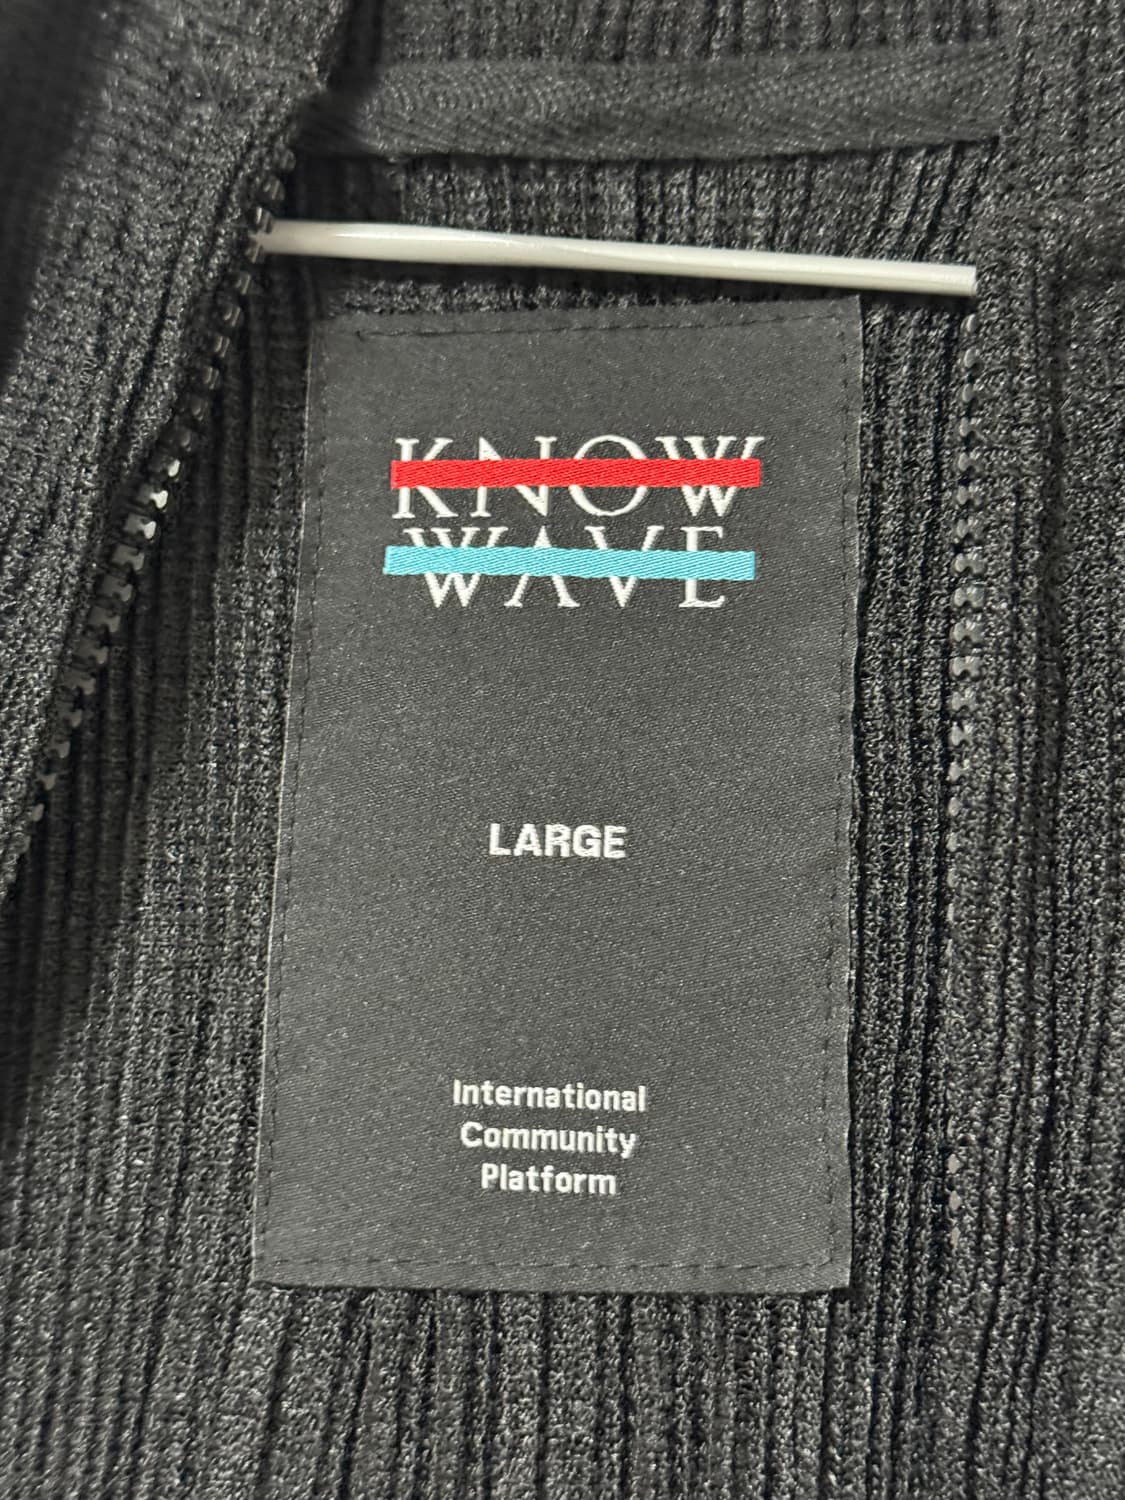 KNOW
WAVE
LARGE
International
Community
Platform